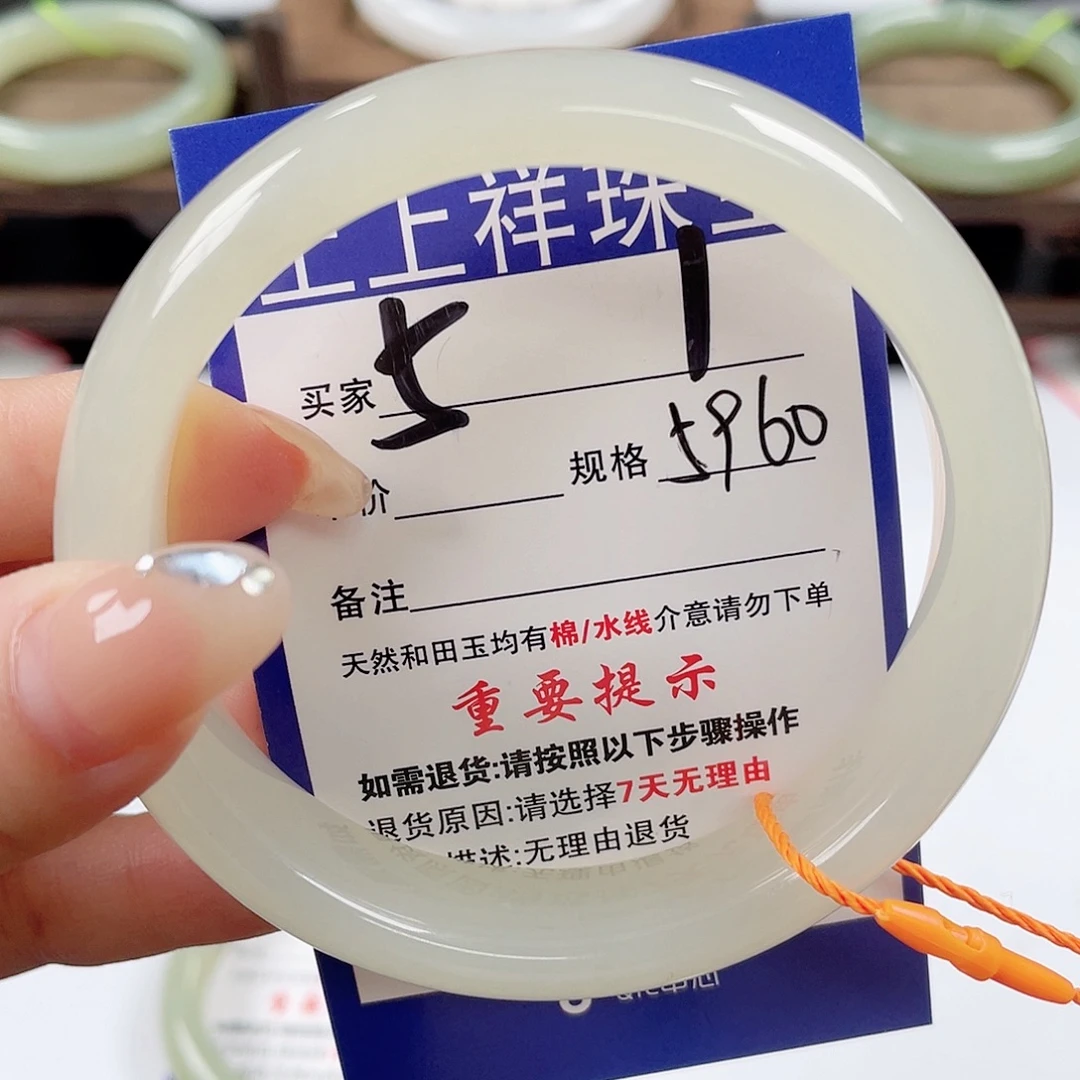 上祥珠
5 1
买家
价 规格 5960
备注
天然和田玉均有棉/水线介意请勿下单
重要提示
如需退货:请按照以下步骤操作
退货原因:请选择7天无理由
描述:无理由退货